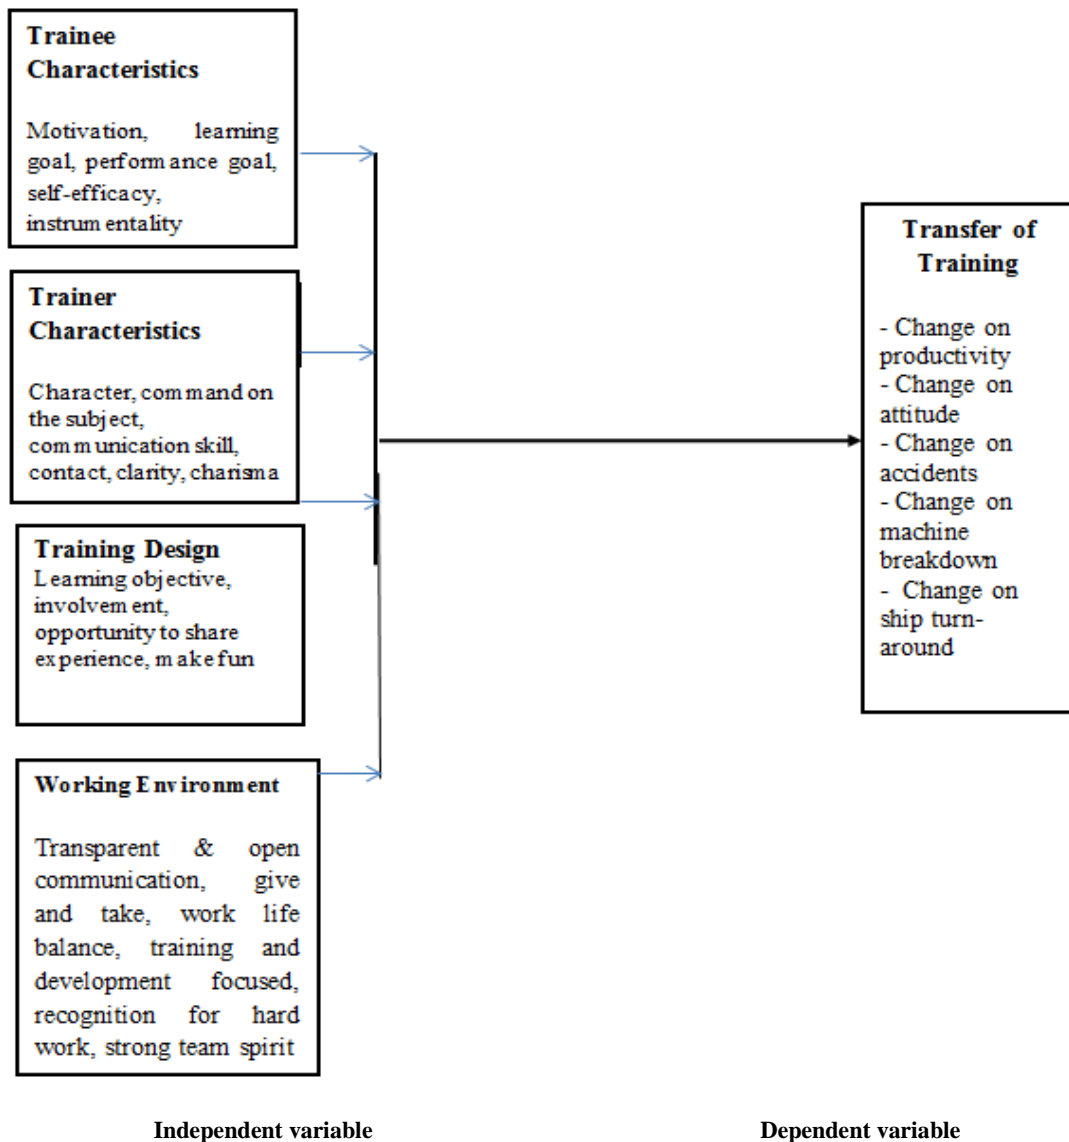 Trainee
Characteristics
Motivation, learning
goal, performance goal,
self-efficacy,
instrumentality
Trainer
Characteristics
Character, command on
the subject,
communication skill,
contact, clarity, charisma
Training Design
Learning objective,
involvement,
opportunity to share
experience, make fun
Working Environment
Transparent & open
communication, give
and take, work life
balance, training and
development focused,
recognition for hard
work, strong team spirit
Transfer of
Training
- Change on
productivity
- Change on
attitude
- Change on
accidents
- Change on
machine
breakdown
- Change on
ship turn-
around
Independent variable
Dependent variable